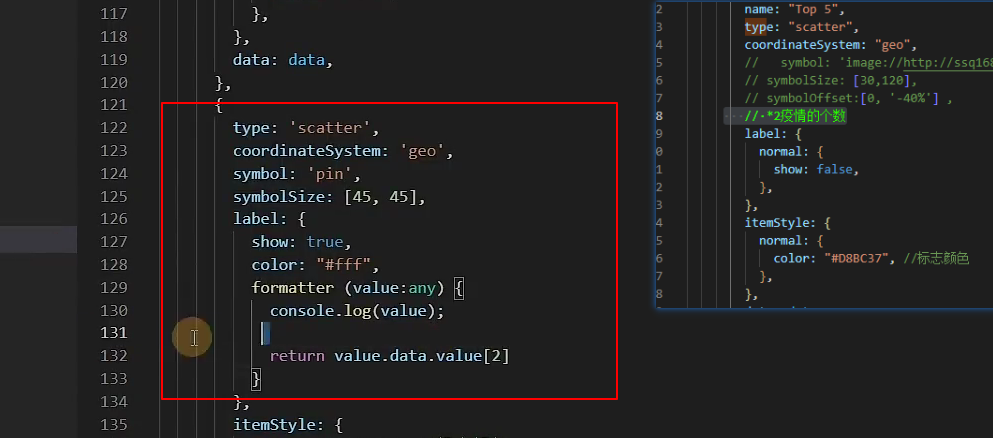 117
},
118
},
119
data: data,
120
},
121
{
122
type: 'scatter',
123
coordinateSystem: 'geo',
124
symbol: 'pin',
125
symbolSize: [45, 45],
126
label: {
127
show: true,
128
color: "#fff",
129
formatter (value:any) {
130
console.log(value);
131
132
return value.data.value[2]
133
}
134
},
135
itemStyle: {
2
name: "Top 5",
3
type: "scatter",
4
coordinateSystem: "geo",
5
// symbol: 'image://http://ssq168
6
// symbolSize: [30,120],
7
// symbolOffset:[0, '-40%'] ,
8
// *2疫情的个数
9
label: {
0
normal: {
1
show: false,
2
},
3
},
4
itemStyle: {
5
normal: {
6
color: "#D8BC37", //标志颜色
7
},
8
},